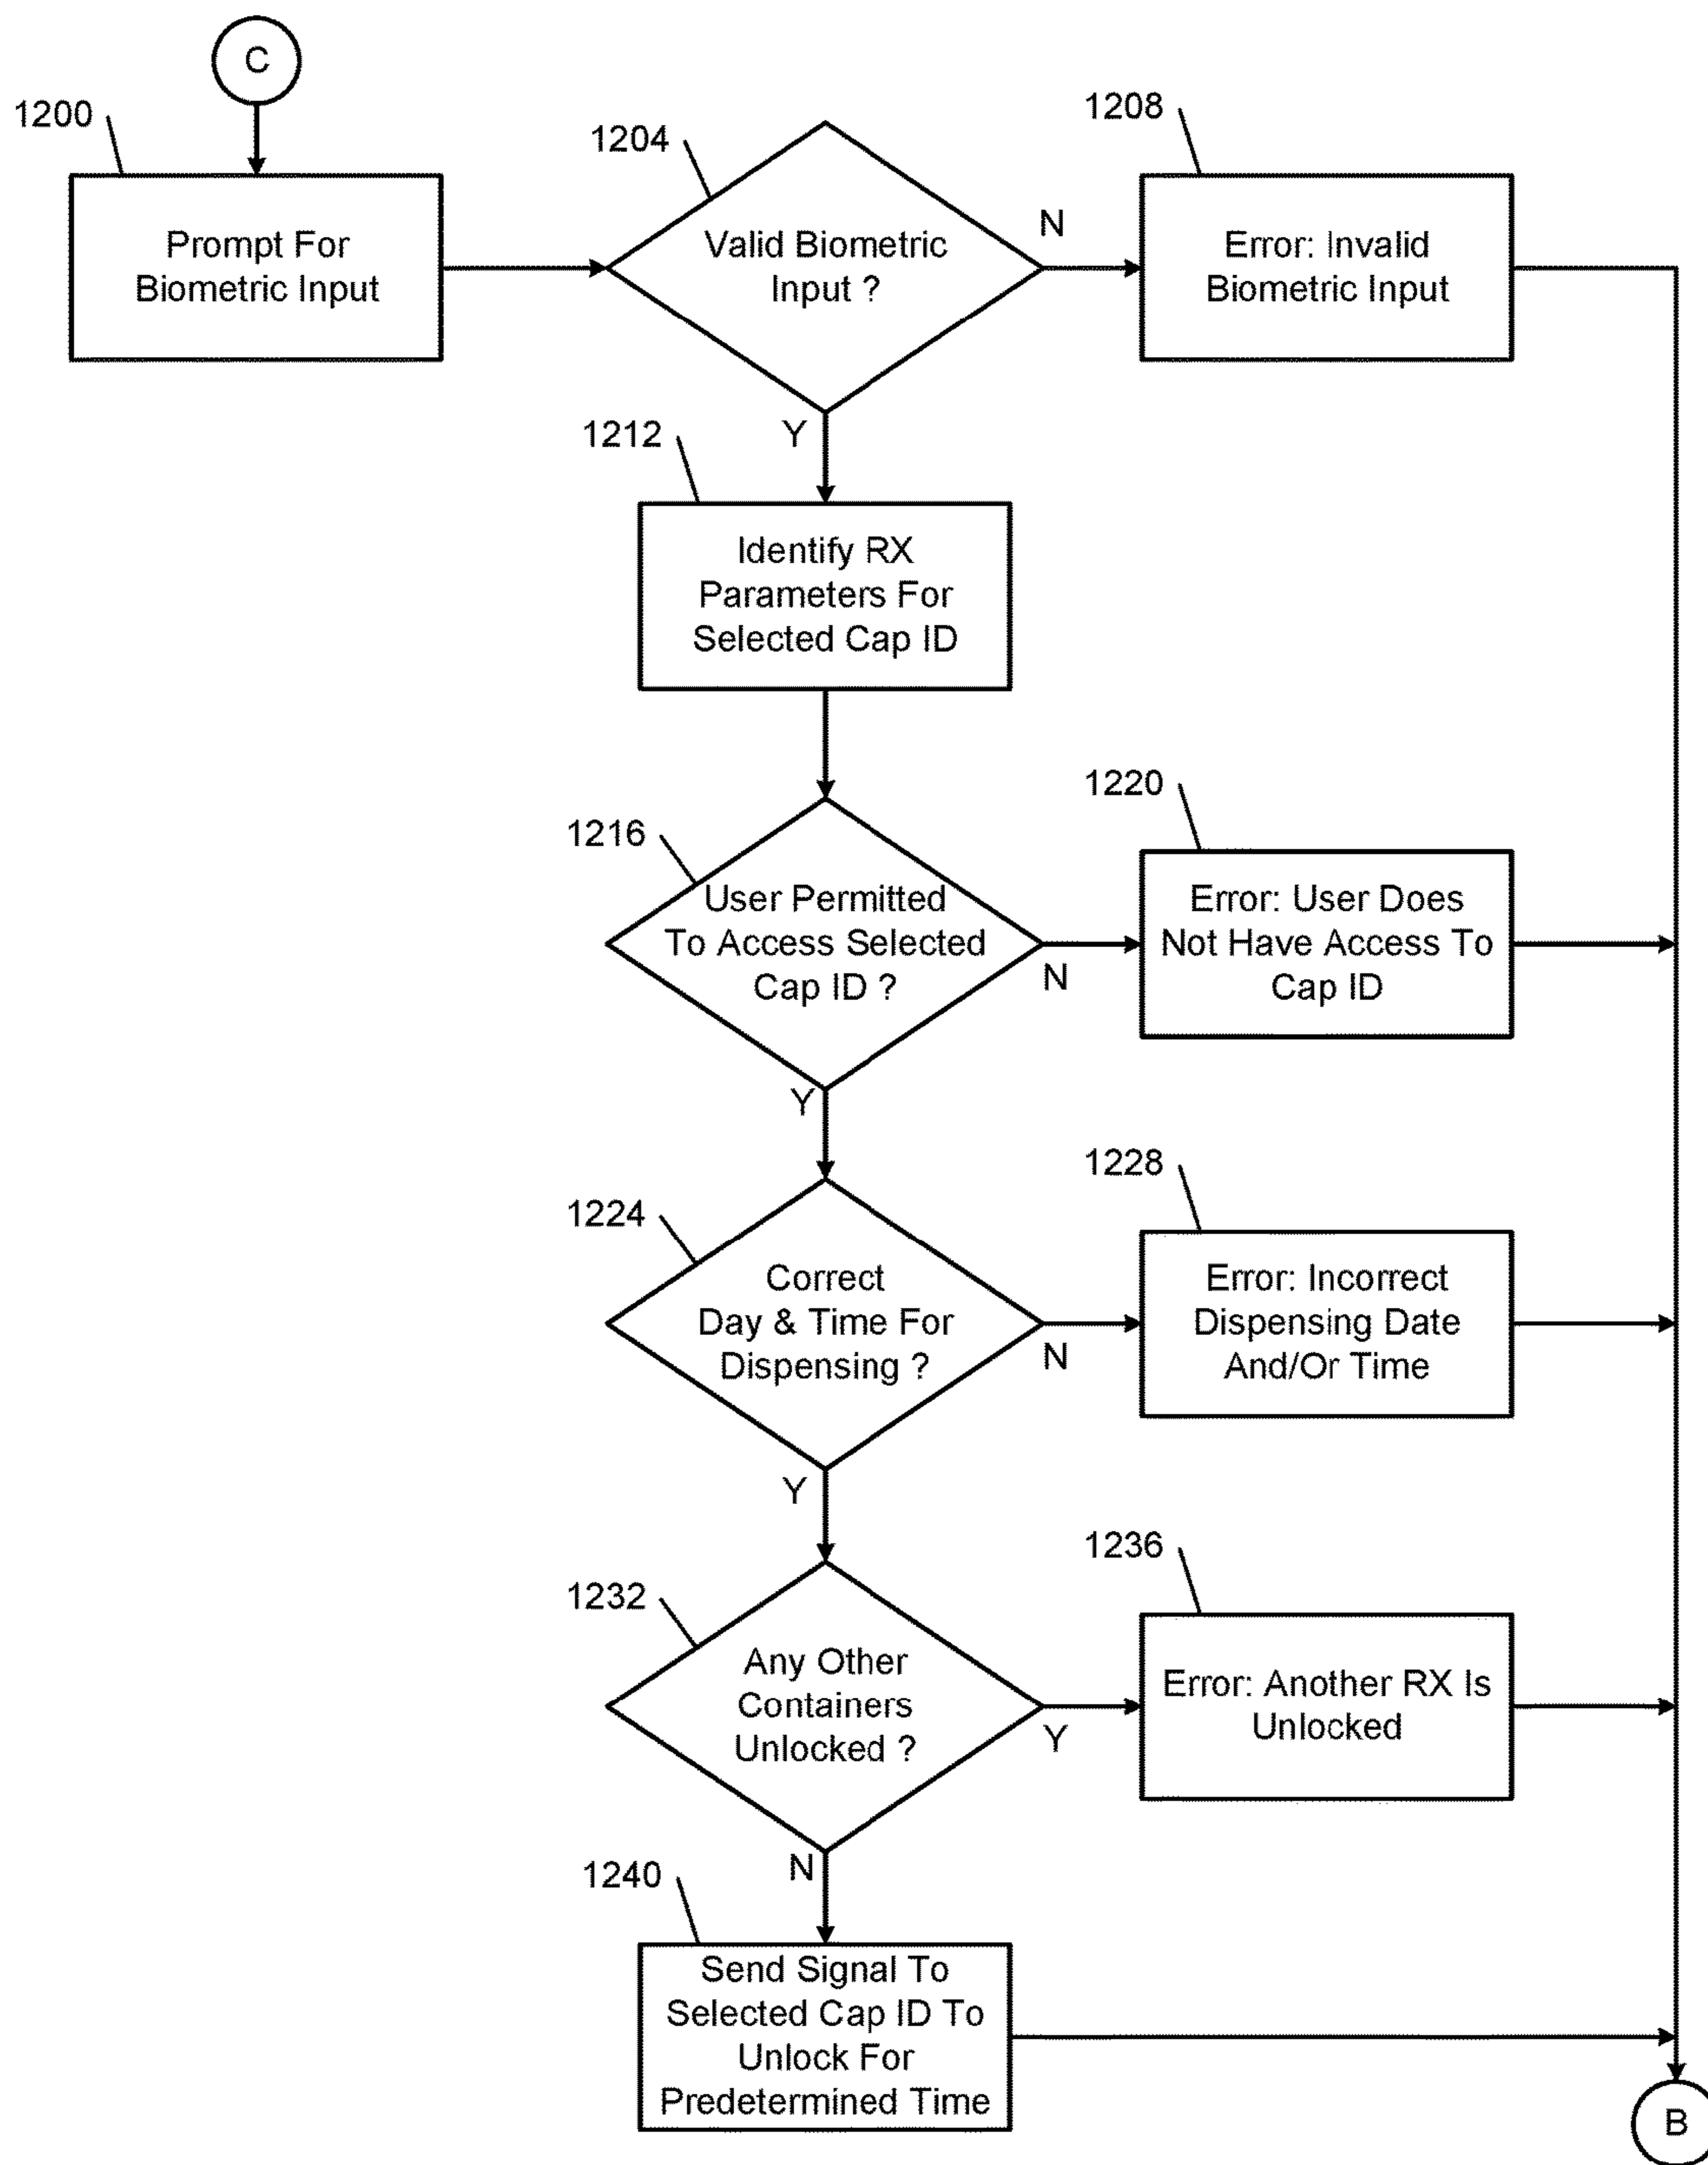 C
1200
Prompt For
Biometric Input
1204
Valid Biometric
Input ?
N
Y
1208
Error: Invalid
Biometric Input
1212
Identify RX
Parameters For
Selected Cap ID
1216
User Permitted
To Access Selected
Cap ID ?
N
Y
1220
Error: User Does
Not Have Access To
Cap ID
1224
Correct
Day & Time For
Dispensing ?
N
Y
1228
Error: Incorrect
Dispensing Date
And/Or Time
1232
Any Other
Containers
Unlocked ?
Y
N
1236
Error: Another RX Is
Unlocked
1240
Send Signal To
Selected Cap ID To
Unlock For
Predetermined Time
B